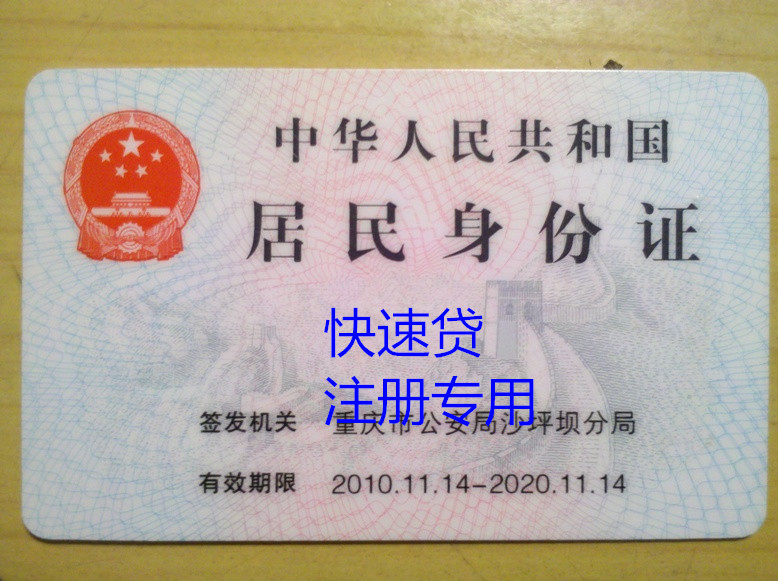 中华人民共和国
居民身份证
快速贷
注册专用
签发机关 重庆市公安局沙坪坝分局
有效期限 2010.11.14-2020.11.14